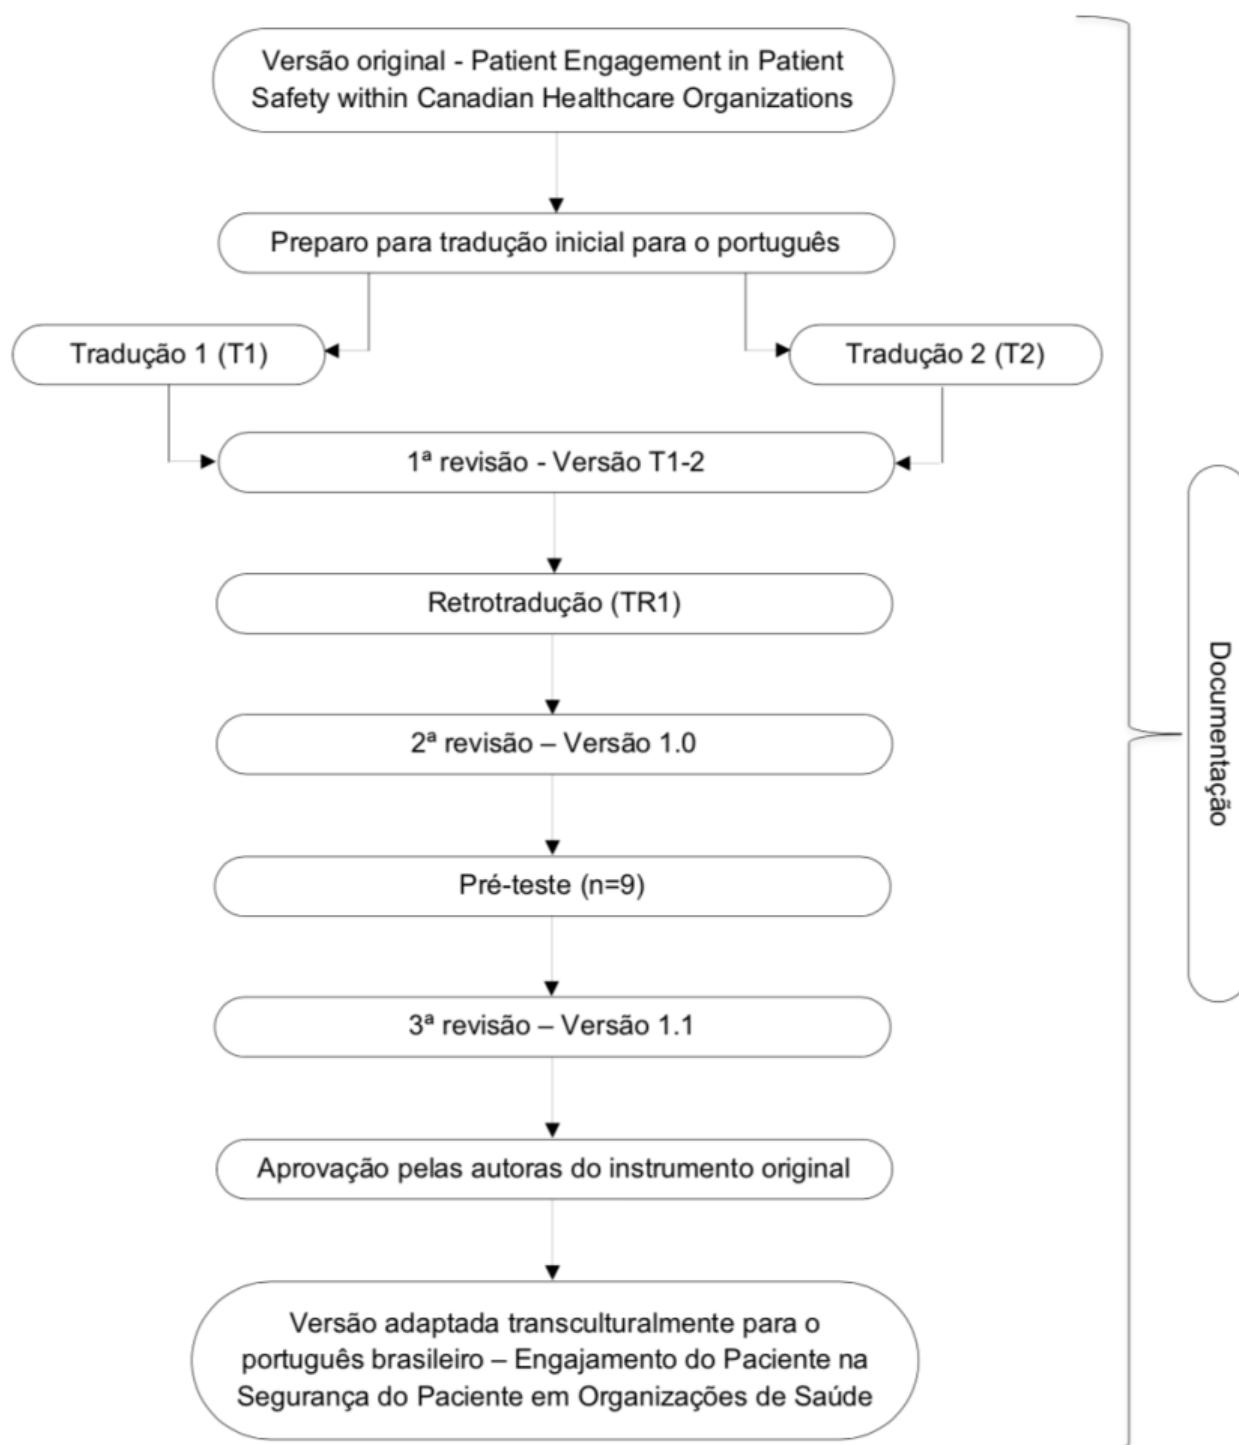 Versão original - Patient Engagement in Patient
Safety within Canadian Healthcare Organizations
Preparo para tradução inicial para o português
Tradução 1 (T1)
Tradução 2 (T2)
1ª revisão - Versão T1-2
Retrotradução (TR1)
2ª revisão – Versão 1.0
Pré-teste (n=9)
3ª revisão – Versão 1.1
Aprovação pelas autoras do instrumento original
Versão adaptada transculturalmente para o
português brasileiro – Engajamento do Paciente na
Segurança do Paciente em Organizações de Saúde
Documentação